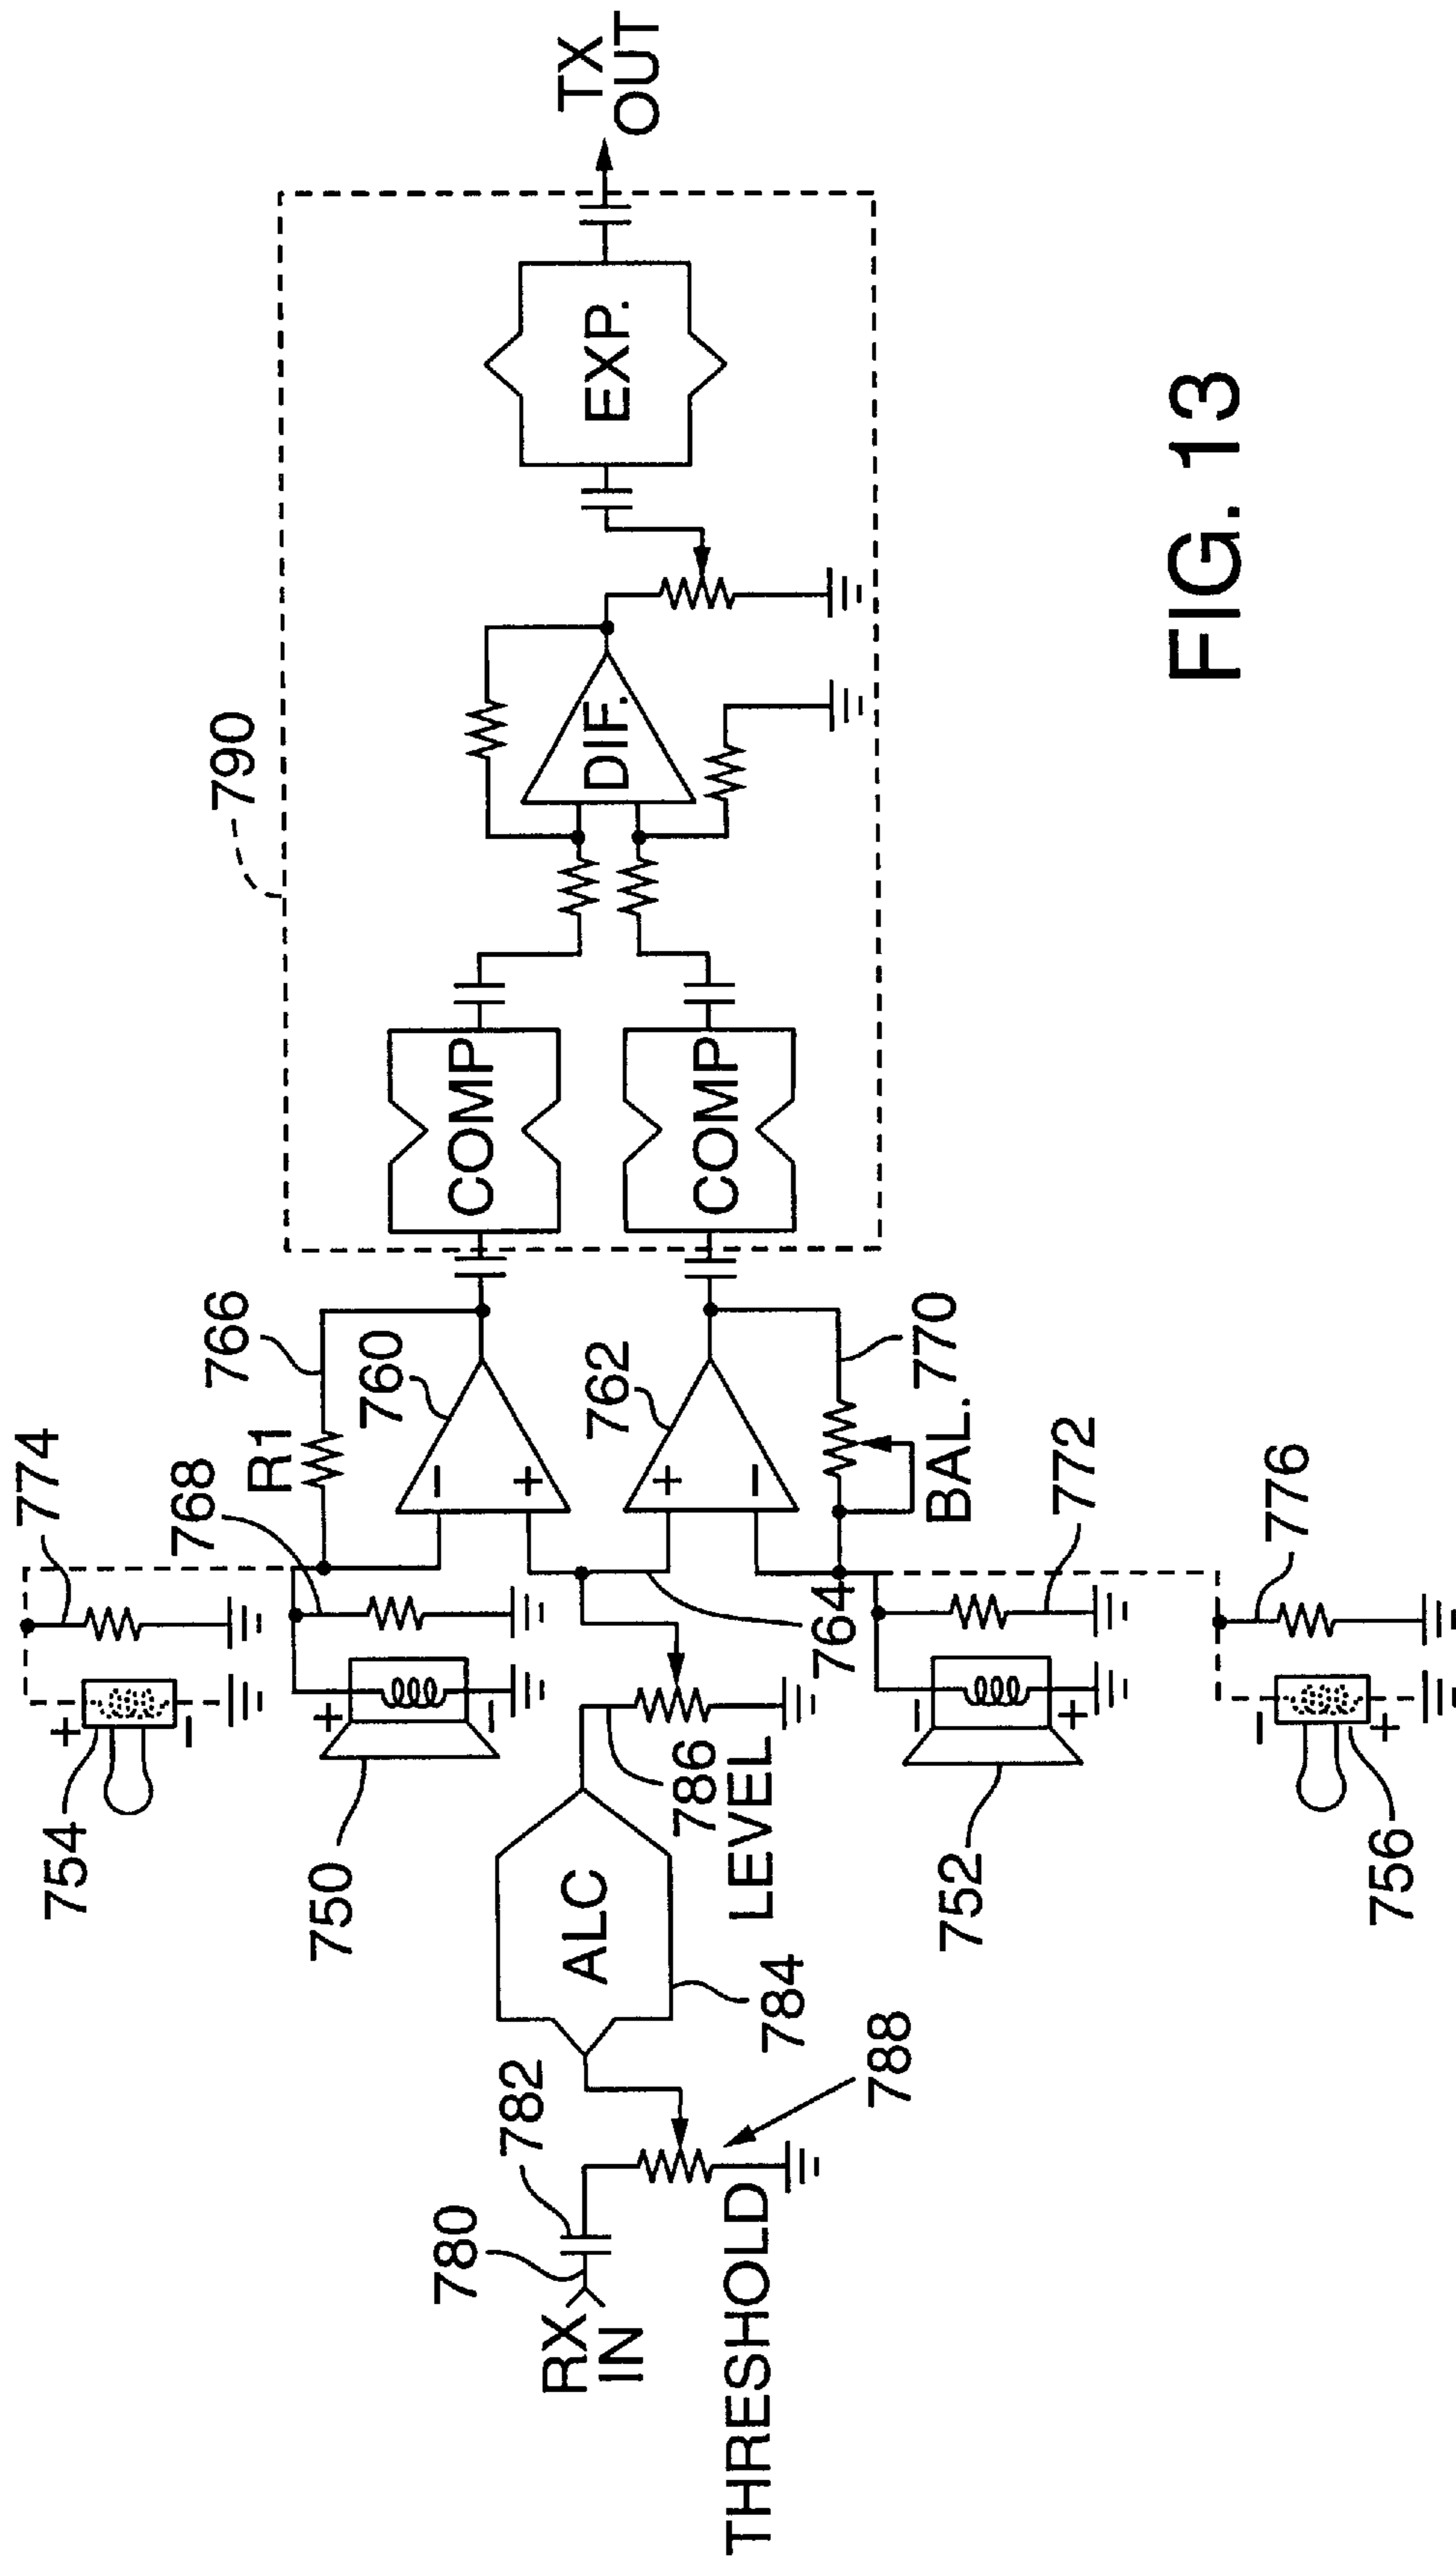 790
TX
OUT
EXP.
DIF.
COMP
COMP
774
768
R1
766
760
762
764
BAL.
770
772
776
754
+
−
750
+
−
−
+
+
−
752
−
+
756
−
+
ALC
784
786
LEVEL
788
782
780
RX
IN
THRESHOLD
FIG. 13